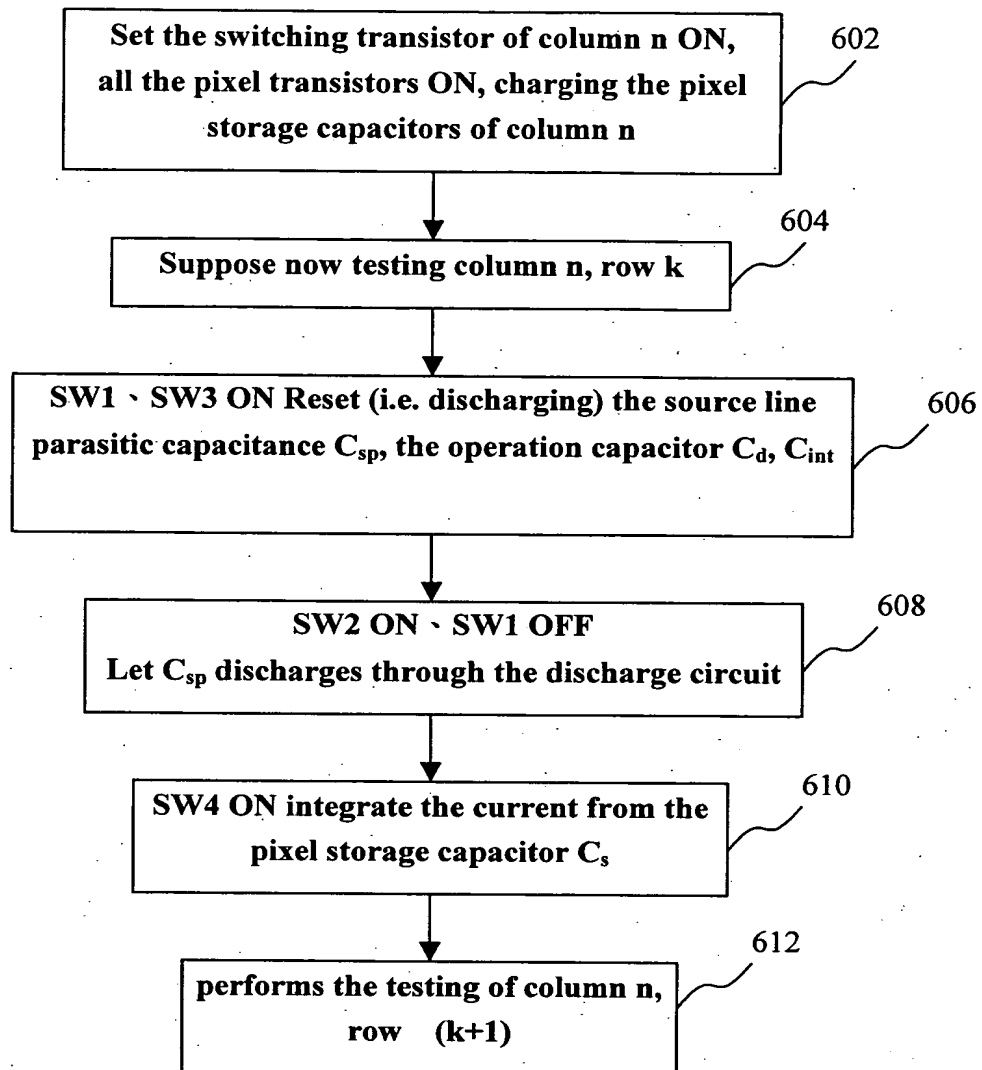 Set the switching transistor of column n ON,
all the pixel transistors ON, charging the pixel
storage capacitors of column n
602
Suppose now testing column n, row k
604
SW1、SW3 ON Reset (i.e. discharging) the source line
parasitic capacitance Csp, the operation capacitor Cd, Cint
606
SW2 ON、SW1 OFF
Let Csp discharges through the discharge circuit
608
SW4 ON integrate the current from the
pixel storage capacitor Cs
610
performs the testing of column n,
row (k+1)
612